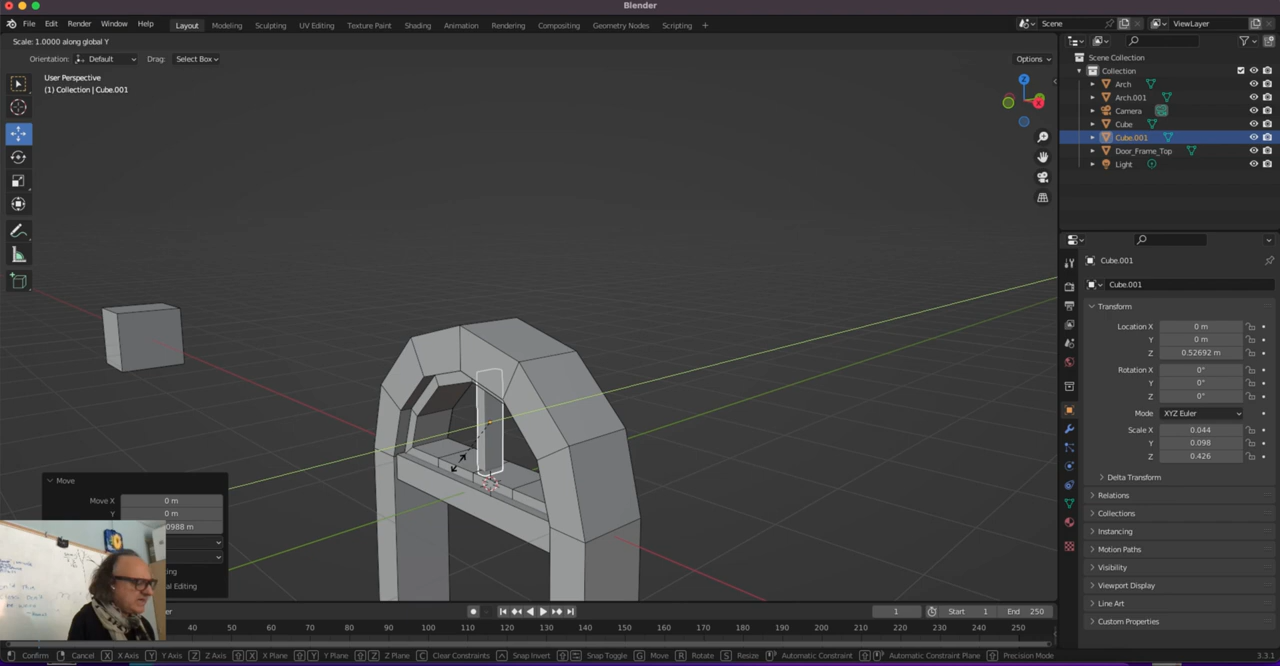 Blender
File Edit Render Window Help Layout Modeling Sculpting UV Editing Texture Paint Shading Animation Rendering Compositing Geometry Nodes Scripting + Scene ViewLayer
Scale: 1.0000 along global Y
Orientation: Default Drag: Select Box Options
User Perspective
(1) Collection | Cube.001
Z
X
Scene Collection
Collection
Arch
Arch.001
Camera
Cube
Cube.001
Door_Frame_Top
Light
Cube.001
Cube.001
Transform
Location X 0 m
Y 0 m
Z 0.52692 m
Rotation X 0°
Y 0°
Z 0°
Mode XYZ Euler
Scale X 0.044
Y 0.098
Z 0.426
Delta Transform
Relations
Collections
Instancing
Motion Paths
Visibility
Viewport Display
Line Art
Custom Properties
Move
Move X 0 m
Y 0 m
0988 m
al Editing
1 Start 1 End 250
40 50 60 70 80 90 100 110 120 130 140 150 160 170 180 190 200 210 220 230 240 250
Confirm Cancel X X Axis Y Y Axis Z Z Axis X X Plane Y Y Plane Z Z Plane C Clear Constraints Snap Invert Snap Toggle G Move R Rotate S Resize Automatic Constraint Automatic Constraint Plane Precision Mode 3.3.1